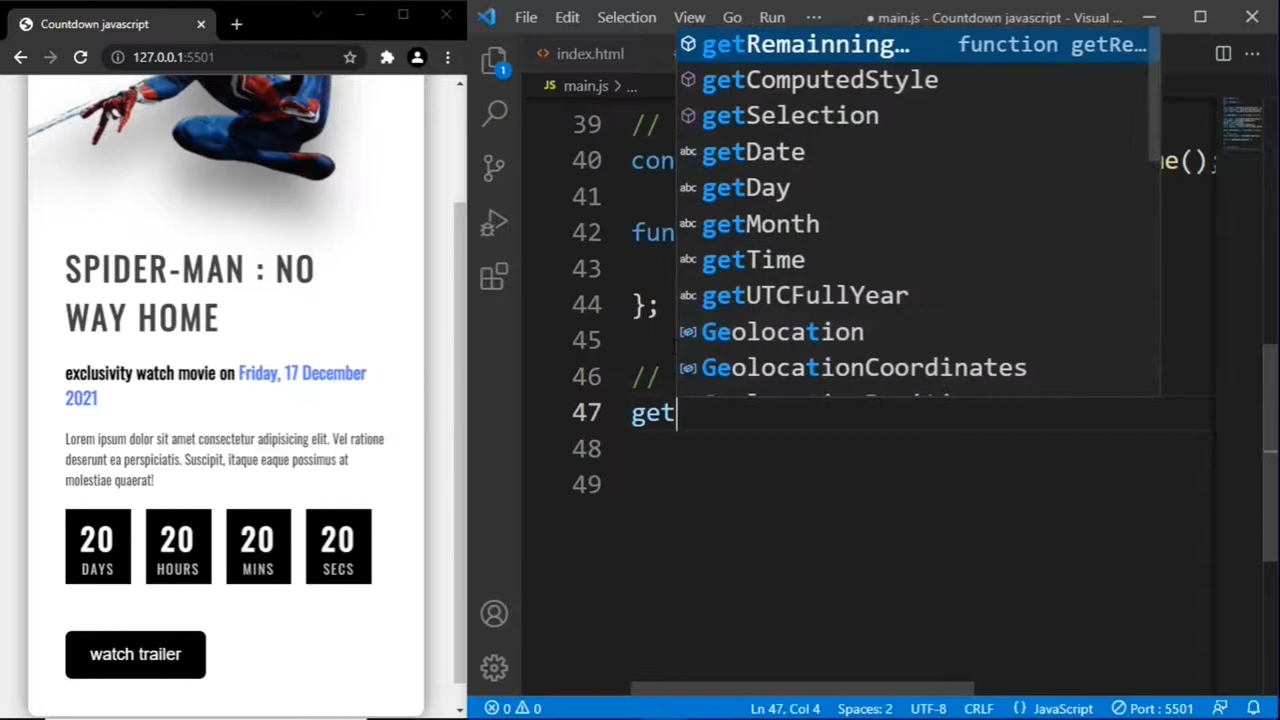 Countdown javascript
127.0.0.1:5501
SPIDER-MAN : NO
WAY HOME
exclusivity watch movie on Friday, 17 December
2021
Lorem ipsum dolor sit amet consectetur adipisicing elit. Vel ratione
deserunt ea perspiciatis. Suscipit, itaque eaque possimus at
molestiae quaerat!
20 20 20 20
DAYS HOURS MINS SECS
watch trailer
File Edit Selection View Go Run ··· ● main.js - Countdown javascript - Visual ...
index.html
JS main.js > ...
1
39 //
40 con
e();
41
42 fun
43
44 };
45
46 //
47 get
48
49
getRemainning… function getRe…
getComputedStyle
getSelection
getDate
getDay
getMonth
getTime
getUTCFullYear
Geolocation
GeolocationCoordinates
0 0 Ln 47, Col 4 Spaces: 2 UTF-8 CRLF {} JavaScript Port : 5501